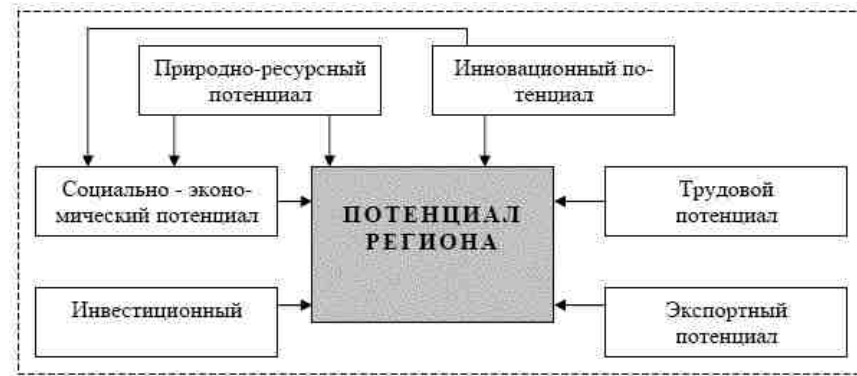 Природно-ресурсный
потенциал
Инновационный по-
тенциал
Социально - эконо-
мический потенциал
ПОТЕНЦИАЛ
РЕГИОНА
Трудовой
потенциал
Инвестиционный
Экспортный
потенциал